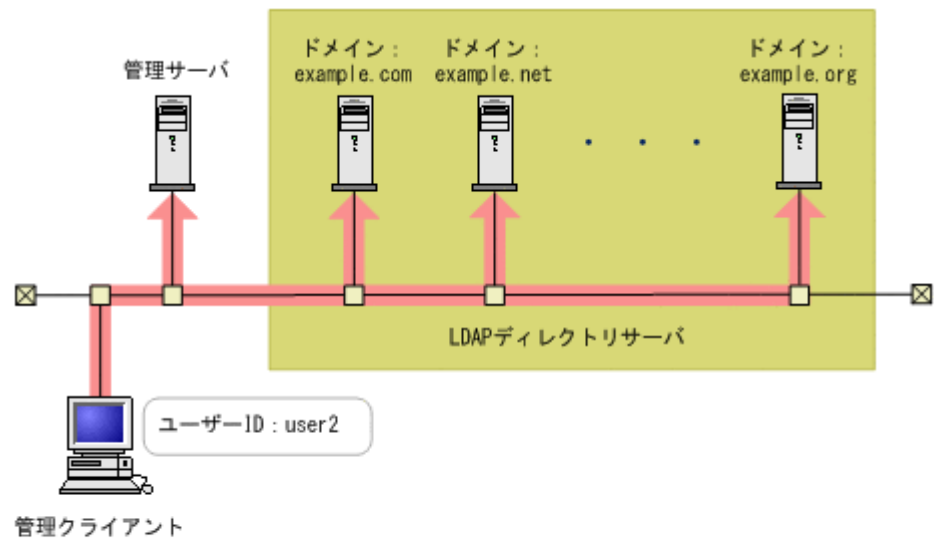 管理サーバ
ドメイン：
example.com
ドメイン：
example.net
ドメイン：
example.org
LDAPディレクトリサーバ
ユーザーID：user2
管理クライアント